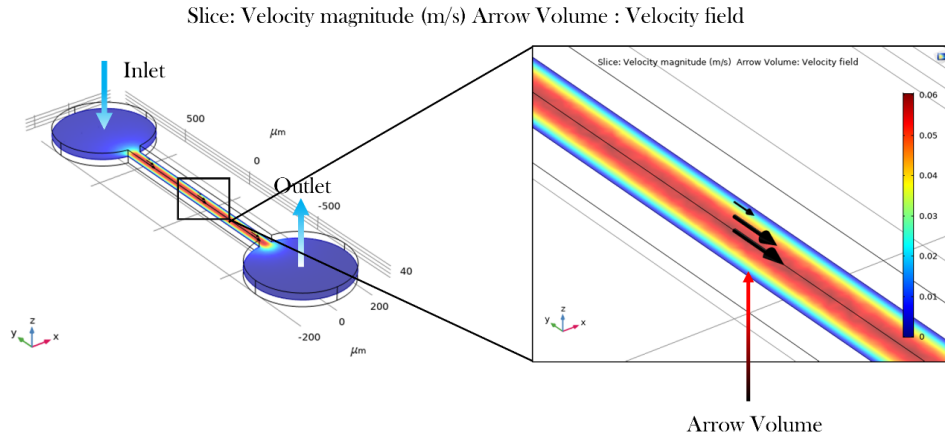 Slice: Velocity magnitude (m/s) Arrow Volume : Velocity field
Inlet
500
μm
0
Outlet
-500
40
200
0
-200
μm
z
y
x
Slice: Velocity magnitude (m/s) Arrow Volume: Velocity field
0.06
0.05
0.04
0.03
0.02
0.01
0
z
y
x
Arrow Volume